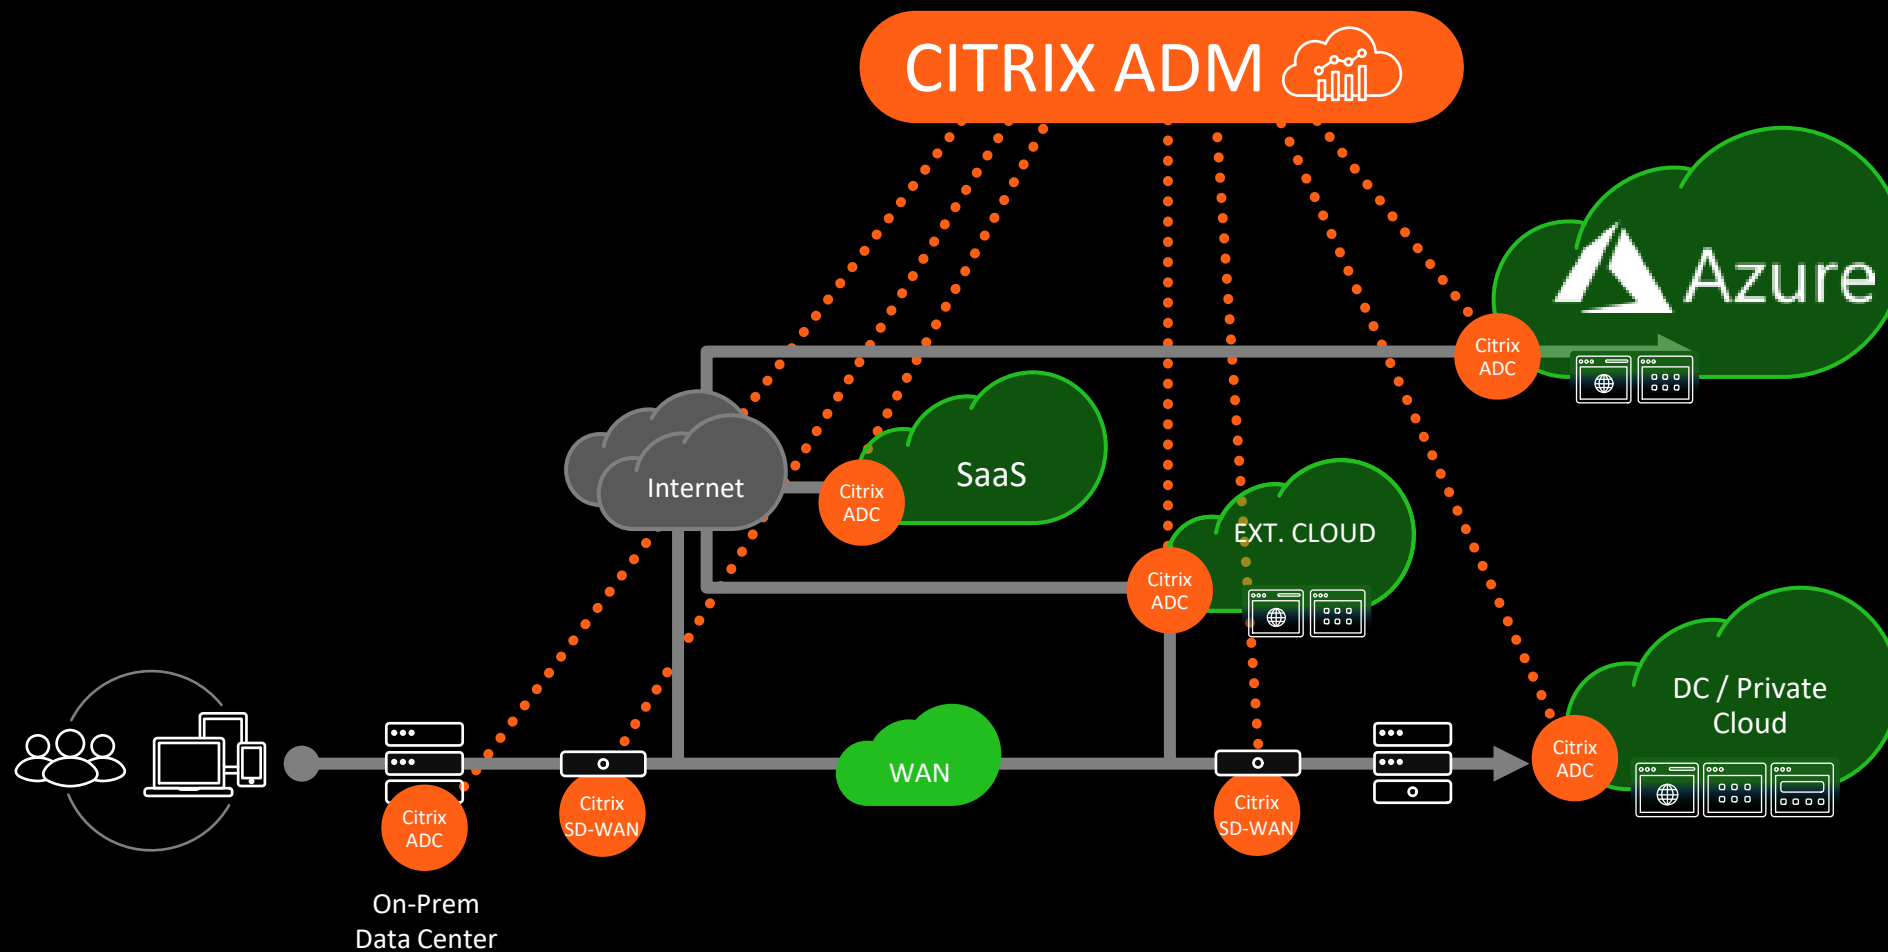 CITRIX ADM
Azure
Citrix
ADC
Internet
Citrix
ADC
SaaS
EXT. CLOUD
Citrix
ADC
DC / Private
Cloud
WAN
Citrix
ADC
Citrix
ADC
Citrix
SD-WAN
Citrix
SD-WAN
On-Prem
Data Center